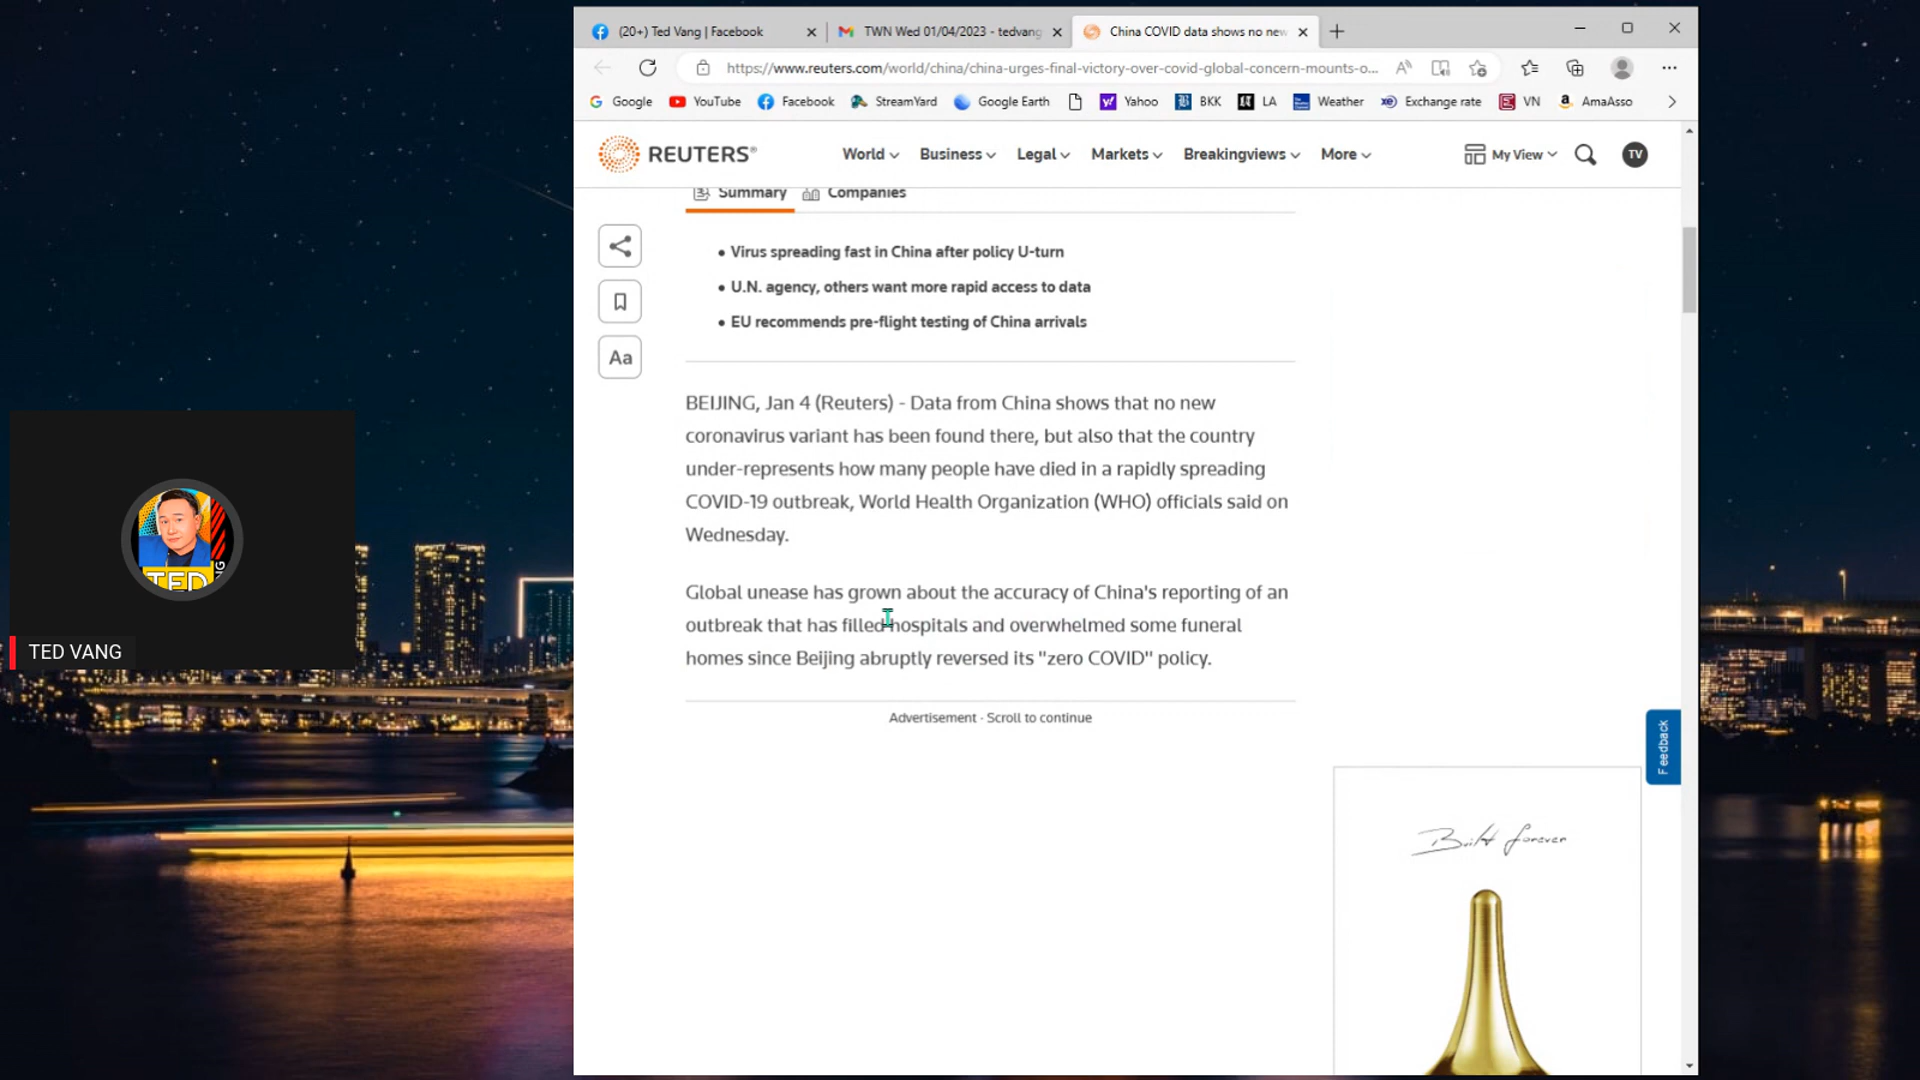 (20+) Ted Vang | Facebook
TWN Wed 01/04/2023 - tedvang
China COVID data shows no new
https://www.reuters.com/world/china/china-urges-final-victory-over-covid-global-concern-mounts-o...
Google YouTube Facebook StreamYard Google Earth Yahoo BKK LA Weather Exchange rate VN AmaAsso
REUTERS® World Business Legal Markets Breakingviews More My View TV
Summary Companies
• Virus spreading fast in China after policy U-turn
• U.N. agency, others want more rapid access to data
• EU recommends pre-flight testing of China arrivals
Aa
BEIJING, Jan 4 (Reuters) - Data from China shows that no new
coronavirus variant has been found there, but also that the country
under-represents how many people have died in a rapidly spreading
COVID-19 outbreak, World Health Organization (WHO) officials said on
Wednesday.
Global unease has grown about the accuracy of China's reporting of an
outbreak that has filled hospitals and overwhelmed some funeral
homes since Beijing abruptly reversed its "zero COVID" policy.
Advertisement · Scroll to continue
Feedback
Built forever
TED
TED VANG